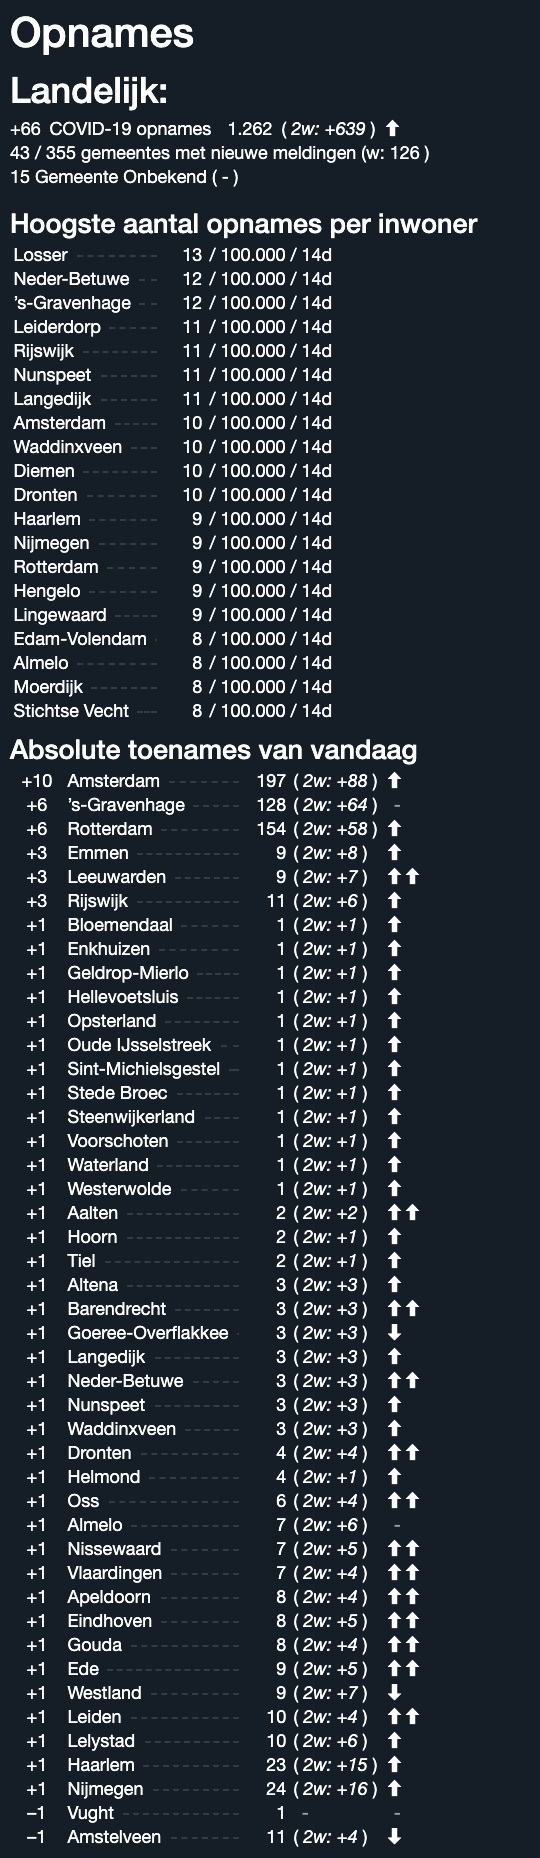 Opnames
Landelijk:
+66 COVID-19 opnames 1.262 ( 2w: +639 ) ⬆
43 / 355 gemeentes met nieuwe meldingen (w: 126 )
15 Gemeente Onbekend ( - )
Hoogste aantal opnames per inwoner
Losser 13 / 100.000 / 14d
Neder-Betuwe 12 / 100.000 / 14d
’s-Gravenhage 12 / 100.000 / 14d
Leiderdorp 11 / 100.000 / 14d
Rijswijk 11 / 100.000 / 14d
Nunspeet 11 / 100.000 / 14d
Langedijk 11 / 100.000 / 14d
Amsterdam 10 / 100.000 / 14d
Waddinxveen 10 / 100.000 / 14d
Diemen 10 / 100.000 / 14d
Dronten 10 / 100.000 / 14d
Haarlem 9 / 100.000 / 14d
Nijmegen 9 / 100.000 / 14d
Rotterdam 9 / 100.000 / 14d
Hengelo 9 / 100.000 / 14d
Lingewaard 9 / 100.000 / 14d
Edam-Volendam 8 / 100.000 / 14d
Almelo 8 / 100.000 / 14d
Moerdijk 8 / 100.000 / 14d
Stichtse Vecht 8 / 100.000 / 14d
Absolute toenames van vandaag
+10 Amsterdam 197 ( 2w: +88 ) ⬆
+6 ’s-Gravenhage 128 ( 2w: +64 ) -
+6 Rotterdam 154 ( 2w: +58 ) ⬆
+3 Emmen 9 ( 2w: +8 ) ⬆
+3 Leeuwarden 9 ( 2w: +7 ) ⬆⬆
+3 Rijswijk 11 ( 2w: +6 ) ⬆
+1 Bloemendaal 1 ( 2w: +1 ) ⬆
+1 Enkhuizen 1 ( 2w: +1 ) ⬆
+1 Geldrop-Mierlo 1 ( 2w: +1 ) ⬆
+1 Hellevoetsluis 1 ( 2w: +1 ) ⬆
+1 Opsterland 1 ( 2w: +1 ) ⬆
+1 Oude IJsselstreek 1 ( 2w: +1 ) ⬆
+1 Sint-Michielsgestel 1 ( 2w: +1 ) ⬆
+1 Stede Broec 1 ( 2w: +1 ) ⬆
+1 Steenwijkerland 1 ( 2w: +1 ) ⬆
+1 Voorschoten 1 ( 2w: +1 ) ⬆
+1 Waterland 1 ( 2w: +1 ) ⬆
+1 Westerwolde 1 ( 2w: +1 ) ⬆
+1 Aalten 2 ( 2w: +2 ) ⬆⬆
+1 Hoorn 2 ( 2w: +1 ) ⬆
+1 Tiel 2 ( 2w: +1 ) ⬆
+1 Altena 3 ( 2w: +3 ) ⬆
+1 Barendrecht 3 ( 2w: +3 ) ⬆⬆
+1 Goeree-Overflakkee 3 ( 2w: +3 ) ⬇
+1 Langedijk 3 ( 2w: +3 ) ⬆
+1 Neder-Betuwe 3 ( 2w: +3 ) ⬆⬆
+1 Nunspeet 3 ( 2w: +3 ) ⬆
+1 Waddinxveen 3 ( 2w: +3 ) ⬆
+1 Dronten 4 ( 2w: +4 ) ⬆⬆
+1 Helmond 4 ( 2w: +1 ) ⬆
+1 Oss 6 ( 2w: +4 ) ⬆⬆
+1 Almelo 7 ( 2w: +6 ) -
+1 Nissewaard 7 ( 2w: +5 ) ⬆⬆
+1 Vlaardingen 7 ( 2w: +4 ) ⬆⬆
+1 Apeldoorn 8 ( 2w: +4 ) ⬆⬆
+1 Eindhoven 8 ( 2w: +5 ) ⬆⬆
+1 Gouda 8 ( 2w: +4 ) ⬆⬆
+1 Ede 9 ( 2w: +5 ) ⬆⬆
+1 Westland 9 ( 2w: +7 ) ⬇
+1 Leiden 10 ( 2w: +4 ) ⬆⬆
+1 Lelystad 10 ( 2w: +6 ) ⬆
+1 Haarlem 23 ( 2w: +15 ) ⬆
+1 Nijmegen 24 ( 2w: +16 ) ⬆
–1 Vught 1 - -
–1 Amstelveen 11 ( 2w: +4 ) ⬇